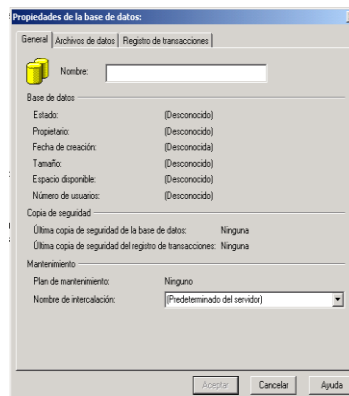 Propiedades de la base de datos:
General Archivos de datos Registro de transacciones
Nombre:
Base de datos
Estado: (Desconocido)
Propietario: (Desconocido)
Fecha de creación: (Desconocido)
Tamaño: (Desconocido)
Espacio disponible: (Desconocido)
Número de usuarios: (Desconocido)
Copia de seguridad
Última copia de seguridad de la base de datos: Ninguna
Última copia de seguridad del registro de transacciones: Ninguna
Mantenimiento
Plan de mantenimiento: Ninguno
Nombre de intercalación: (Predeterminado del servidor)
Aceptar Cancelar Ayuda